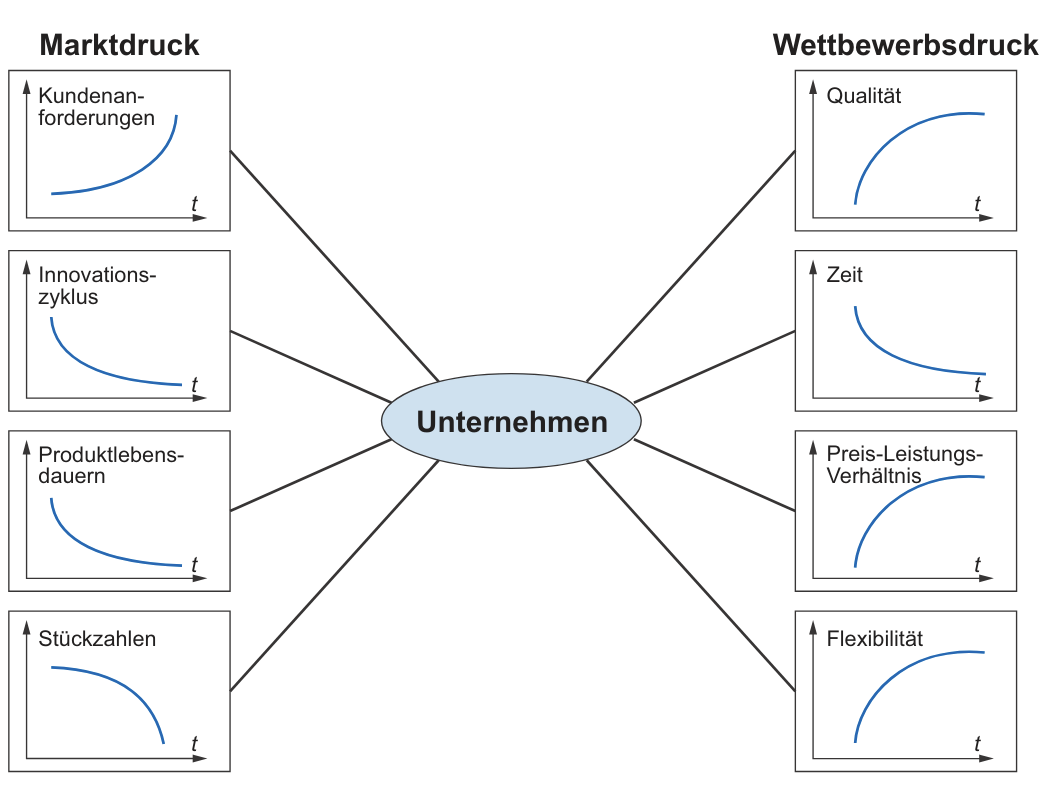 Marktdruck
Kundenan-
forderungen
t
Innovations-
zyklus
t
Produktlebens-
dauern
t
Stückzahlen
t
Unternehmen
Wettbewerbsdruck
Qualität
t
Zeit
t
Preis-Leistungs-
Verhältnis
t
Flexibilität
t